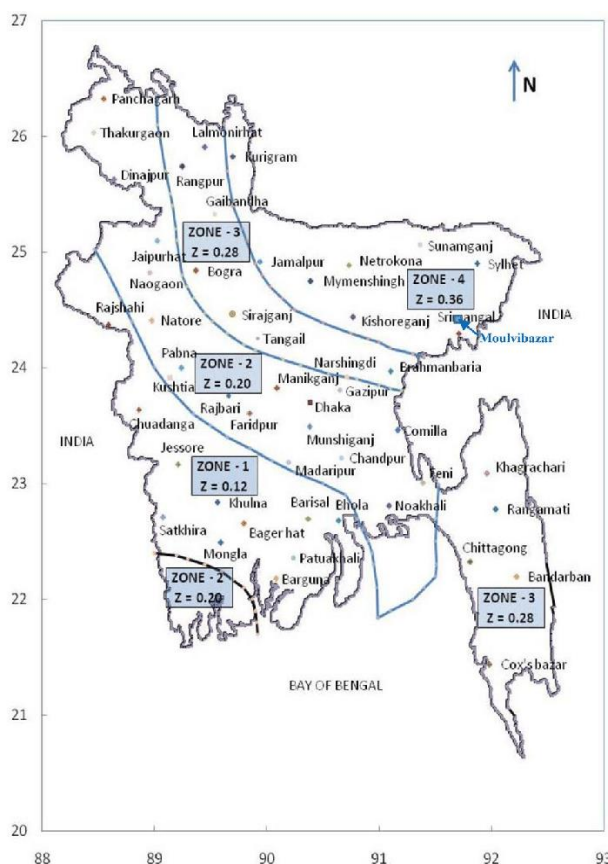 27
N
Panchagarh
26
Thakurgaon
Lalmonirhat
Kurigram
Dinajpur
Rangpur
Gaibandha
ZONE - 3
Z = 0.28
Sunamganj
25
Jaipurhat
Jamalpur
Netrokona
Sylhet
Bogra
Mymenshingh
ZONE - 4
Z = 0.36
Naogaon
Rajshahi
Natore
Sirajganj
Kishoreganj
Srimangal
INDIA
Moulvibazar
Tangail
24
Pabna
ZONE - 2
Z = 0.20
Narshingdi
Brahmanbaria
Kushtia
Manikganj
Gazipur
Rajbari
Dhaka
Chuadanga
Faridpur
INDIA
Munshiganj
Comilla
Jessore
Chandpur
Madaripur
Feni
Khagrachari
23
ZONE - 1
Z = 0.12
Khulna
Barisal
Bhola
Noakhali
Rangamati
Satkhira
Bager hat
Mongla
Patuakhali
Chittagong
ZONE - 2
Z = 0.20
Barguna
Bandarban
22
ZONE - 3
Z = 0.28
Cox's bazar
BAY OF BENGAL
21
20
88
89
90
91
92
93